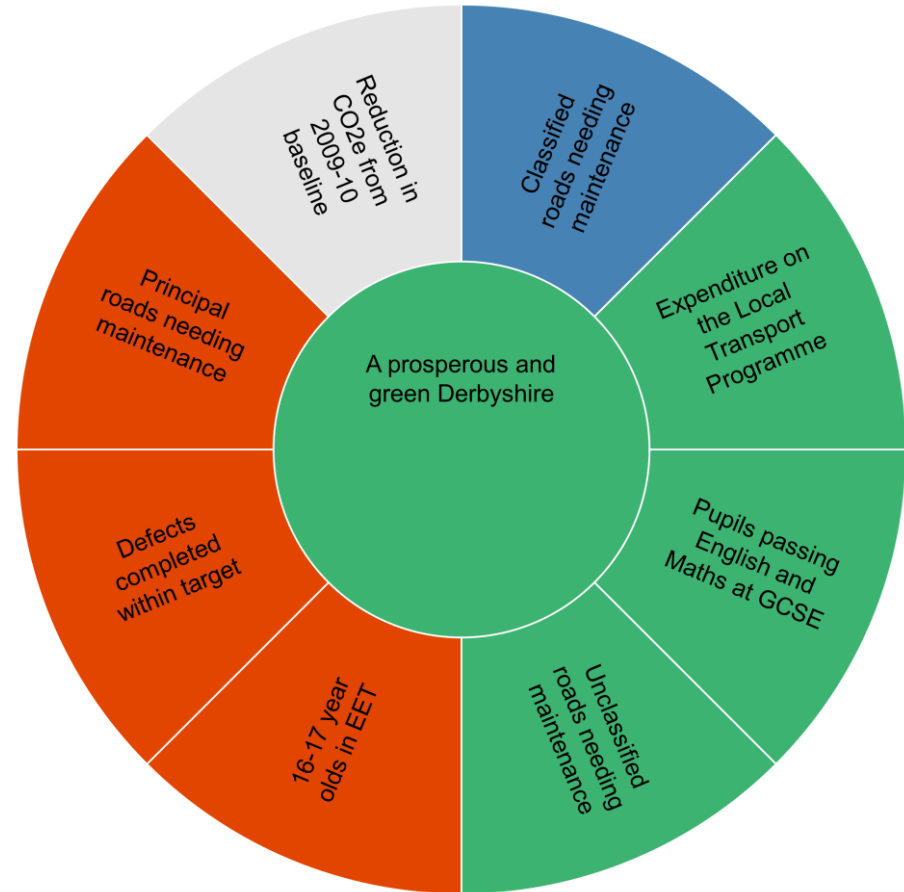 Reduction in
CO2e from
2009-10
baseline
Classified
roads needing
maintenance
Principal
roads needing
maintenance
Expenditure on
the Local
Transport
Programme
A prosperous and
green Derbyshire
Defects
completed
within target
Pupils passing
English and
Maths at GCSE
16-17 year
olds in EET
Unclassified
roads needing
maintenance